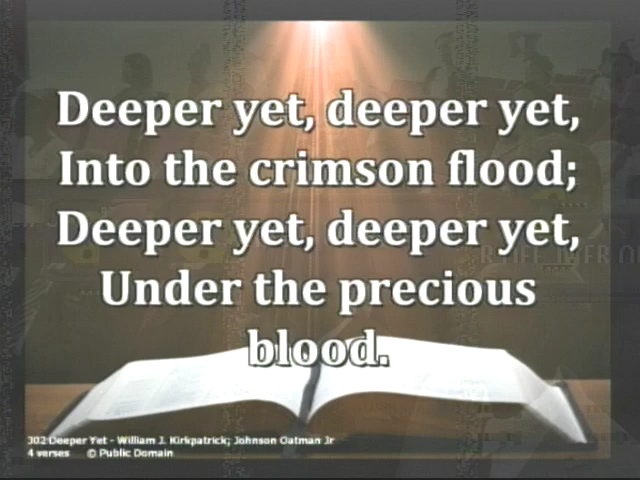 Deeper yet, deeper yet,
Into the crimson flood;
Deeper yet, deeper yet,
Under the precious
blood.
302 Deeper Yet - William J. Kirkpatrick; Johnson Oatman Jr
4 verses © Public Domain